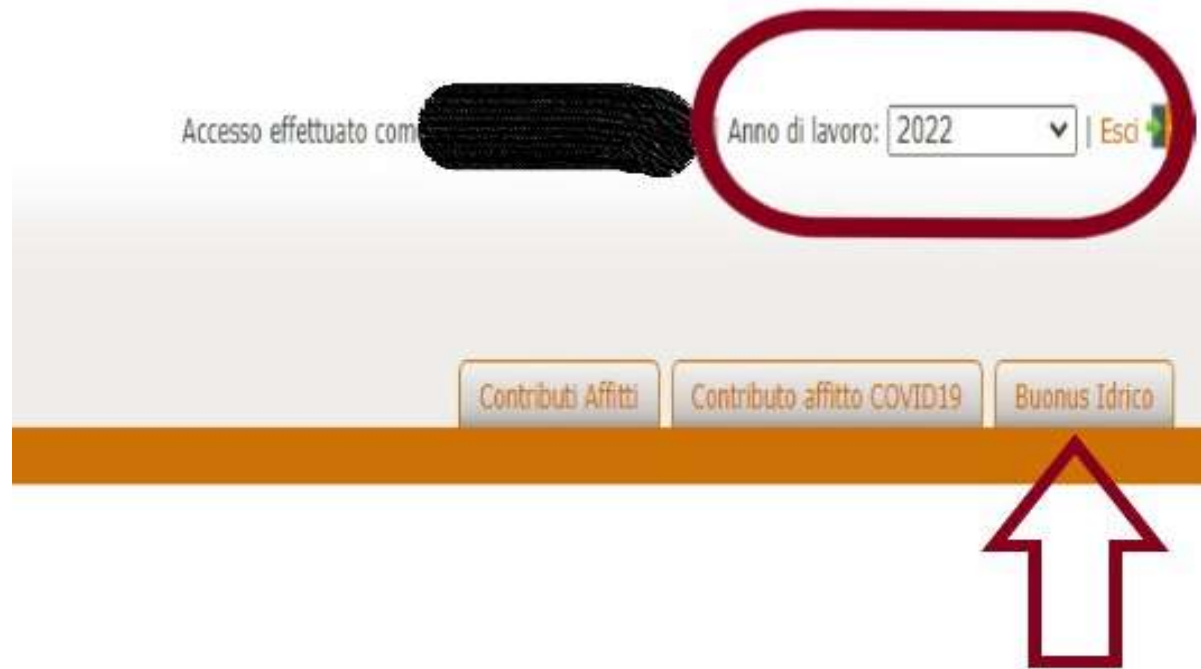 Accesso effettuato come Anno di lavoro: 2022 | Esci
Contributi Affitti Contributo affitto COVID19 Buonus Idrico